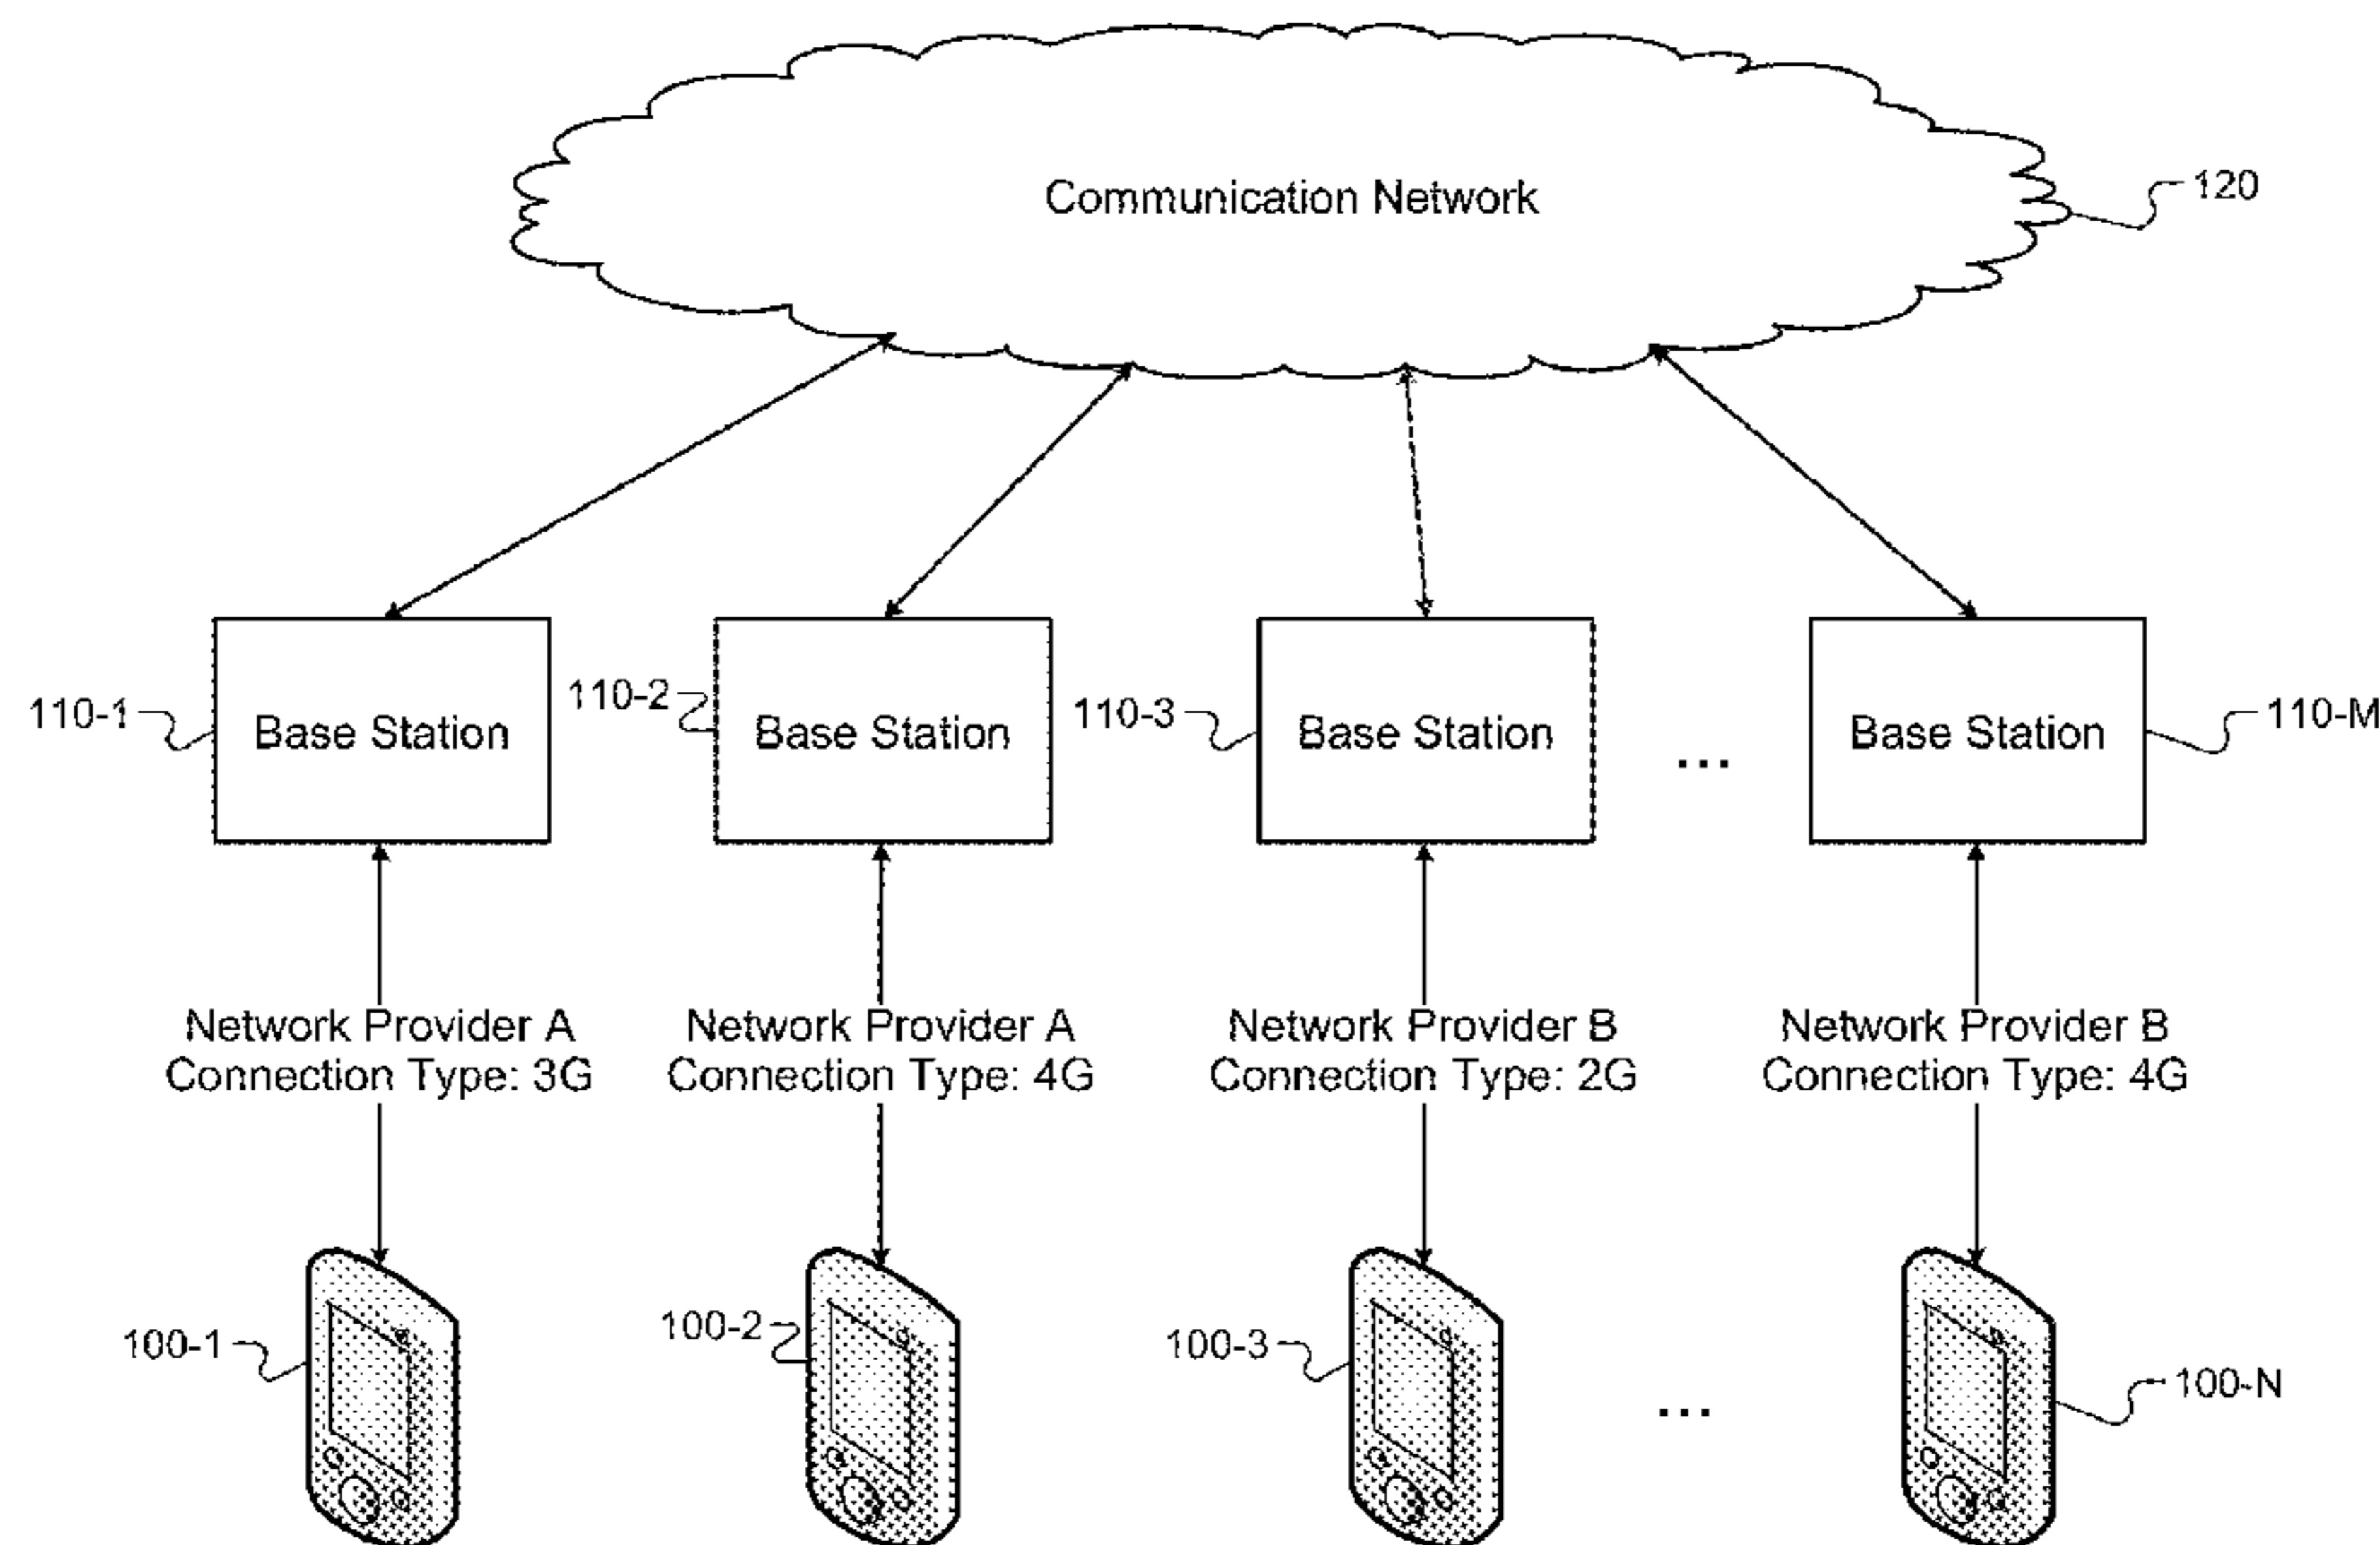 Communication Network
120
110-1
Base Station
110-2
Base Station
110-3
Base Station
...
Base Station
110-M
Network Provider A
Connection Type: 3G
Network Provider A
Connection Type: 4G
Network Provider B
Connection Type: 2G
Network Provider B
Connection Type: 4G
100-1
100-2
100-3
...
100-N